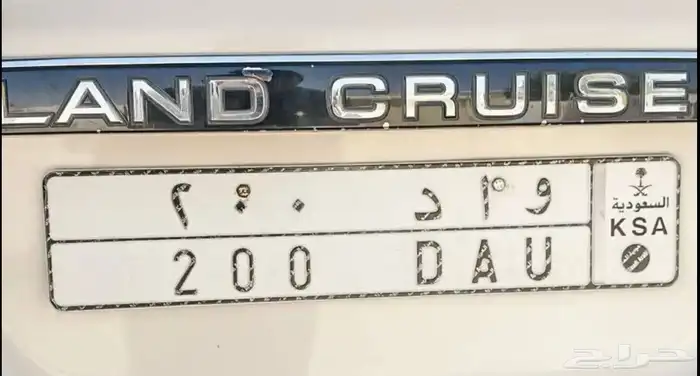 LAND CRUISE
و ا د ٢٠٠
200 DAU
السعودية
KSA
حراج